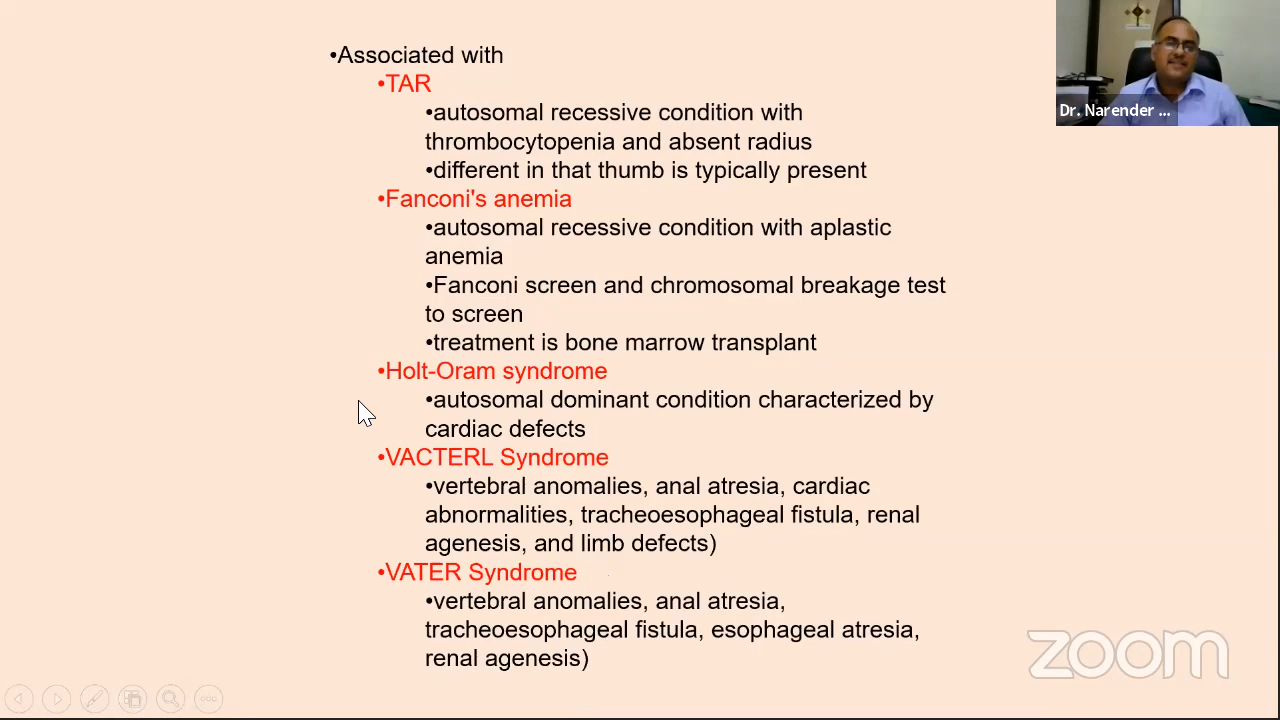 •Associated with
•TAR
•autosomal recessive condition with
thrombocytopenia and absent radius
•different in that thumb is typically present
•Fanconi's anemia
•autosomal recessive condition with aplastic
anemia
•Fanconi screen and chromosomal breakage test
to screen
•treatment is bone marrow transplant
•Holt-Oram syndrome
•autosomal dominant condition characterized by
cardiac defects
•VACTERL Syndrome
•vertebral anomalies, anal atresia, cardiac
abnormalities, tracheoesophageal fistula, renal
agenesis, and limb defects)
•VATER Syndrome
•vertebral anomalies, anal atresia,
tracheoesophageal fistula, esophageal atresia,
renal agenesis)
Dr. Narender ...
zoom